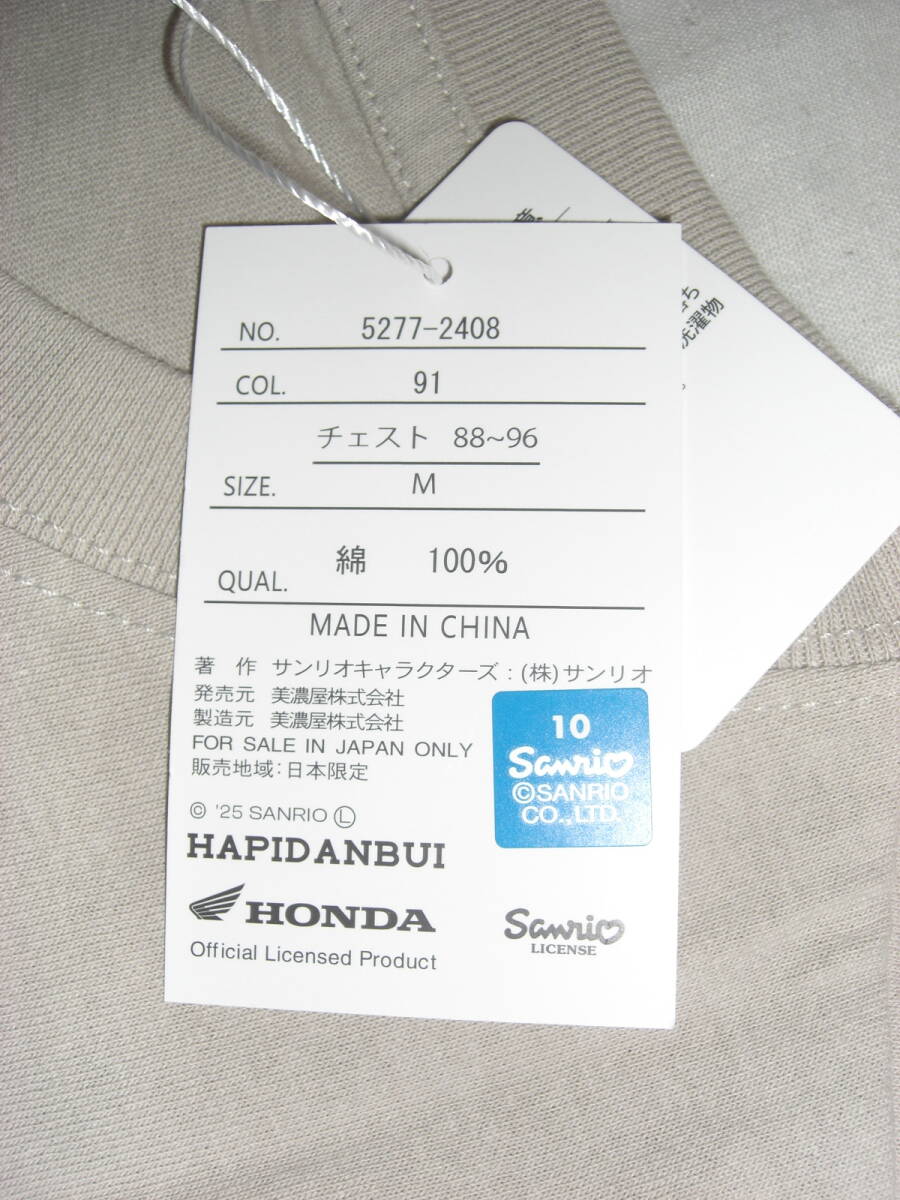 NO. 5277-2408
COL. 91
チェスト 88~96
SIZE. M
QUAL. 綿 100%
MADE IN CHINA
著 作 サンリオキャラクターズ：(株)サンリオ
発売元 美濃屋株式会社
製造元 美濃屋株式会社
FOR SALE IN JAPAN ONLY
販売地域：日本限定
10
Sanrio
©SANRIO
CO.,LTD.
© '25 SANRIO Ⓛ
HAPIDANBUI
HONDA
Official Licensed Product
Sanrio
LICENSE
洗濯物